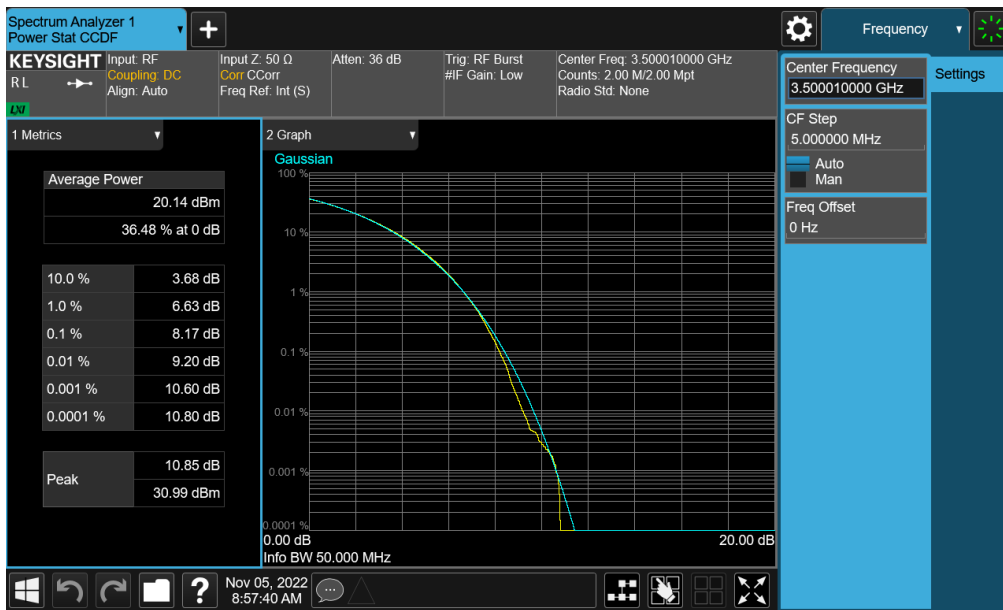 Spectrum Analyzer 1
Power Stat CCDF
Frequency
KEYSIGHT
R L
LXI
Input: RF
Coupling: DC
Align: Auto
Input Z: 50 Ω
Corr CCorr
Freq Ref: Int (S)
Atten: 36 dB
Trig: RF Burst
#IF Gain: Low
Center Freq: 3.500010000 GHz
Counts: 2.00 M/2.00 Mpt
Radio Std: None
Center Frequency
3.500010000 GHz
Settings
CF Step
5.000000 MHz
Auto
Man
Freq Offset
0 Hz
1 Metrics
Average Power
20.14 dBm
36.48 % at 0 dB
10.0 % 3.68 dB
1.0 % 6.63 dB
0.1 % 8.17 dB
0.01 % 9.20 dB
0.001 % 10.60 dB
0.0001 % 10.80 dB
Peak
10.85 dB
30.99 dBm
2 Graph
Gaussian
100 %
10 %
1 %
0.1 %
0.01 %
0.001 %
0.0001 %
0.00 dB 20.00 dB
Info BW 50.000 MHz
?
Nov 05, 2022
8:57:40 AM